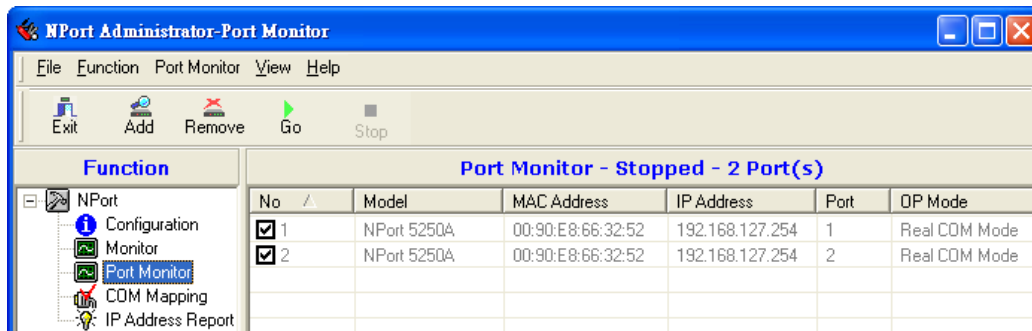 NPort Administrator-Port Monitor
File Function Port Monitor View Help
Exit Add Remove Go Stop
Function
Port Monitor - Stopped - 2 Port(s)
NPort
Configuration
Monitor
Port Monitor
COM Mapping
IP Address Report
No Model MAC Address IP Address Port OP Mode
1 NPort 5250A 00:90:E8:66:32:52 192.168.127.254 1 Real COM Mode
2 NPort 5250A 00:90:E8:66:32:52 192.168.127.254 2 Real COM Mode